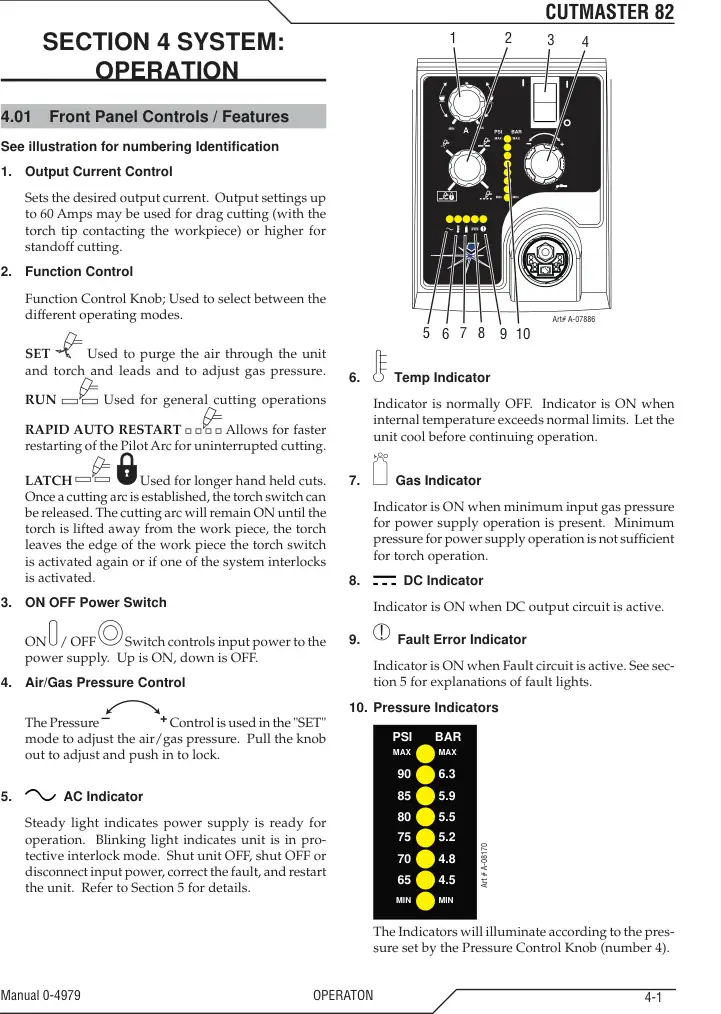 CUTMASTER 82
SECTION 4 SYSTEM:
OPERATION
4.01 Front Panel Controls / Features
See illustration for numbering Identification
1. Output Current Control
Sets the desired output current. Output settings up
to 60 Amps may be used for drag cutting (with the
torch tip contacting the workpiece) or higher for
standoff cutting.
2. Function Control
Function Control Knob; Used to select between the
different operating modes.
SET Used to purge the air through the unit
and torch and leads and to adjust gas pressure.
RUN Used for general cutting operations
RAPID AUTO RESTART Allows for faster
restarting of the Pilot Arc for uninterrupted cutting.
LATCH Used for longer hand held cuts.
Once a cutting arc is established, the torch switch can
be released. The cutting arc will remain ON until the
torch is lifted away from the work piece, the torch
leaves the edge of the work piece the torch switch
is activated again or if one of the system interlocks
is activated.
3. ON OFF Power Switch
ON / OFF Switch controls input power to the
power supply. Up is ON, down is OFF.
4. Air/Gas Pressure Control
The Pressure – + Control is used in the "SET"
mode to adjust the air/gas pressure. Pull the knob
out to adjust and push in to lock.
5. AC Indicator
Steady light indicates power supply is ready for
operation. Blinking light indicates unit is in pro-
tective interlock mode. Shut unit OFF, shut OFF or
disconnect input power, correct the fault, and restart
the unit. Refer to Section 5 for details.
1 2 3 4
A
PSI BAR
MAX MAX
MIN MIN
– +
Art# A-07886
5 6 7 8 9 10
6. Temp Indicator
Indicator is normally OFF. Indicator is ON when
internal temperature exceeds normal limits. Let the
unit cool before continuing operation.
7. Gas Indicator
Indicator is ON when minimum input gas pressure
for power supply operation is present. Minimum
pressure for power supply operation is not sufficient
for torch operation.
8. DC Indicator
Indicator is ON when DC output circuit is active.
9. Fault Error Indicator
Indicator is ON when Fault circuit is active. See sec-
tion 5 for explanations of fault lights.
10. Pressure Indicators
PSI BAR
MAX MAX
90 6.3
85 5.9
80 5.5
75 5.2
70 4.8
65 4.5
MIN MIN
Art # A-08170
The Indicators will illuminate according to the pres-
sure set by the Pressure Control Knob (number 4).
Manual 0-4979 OPERATON 4-1